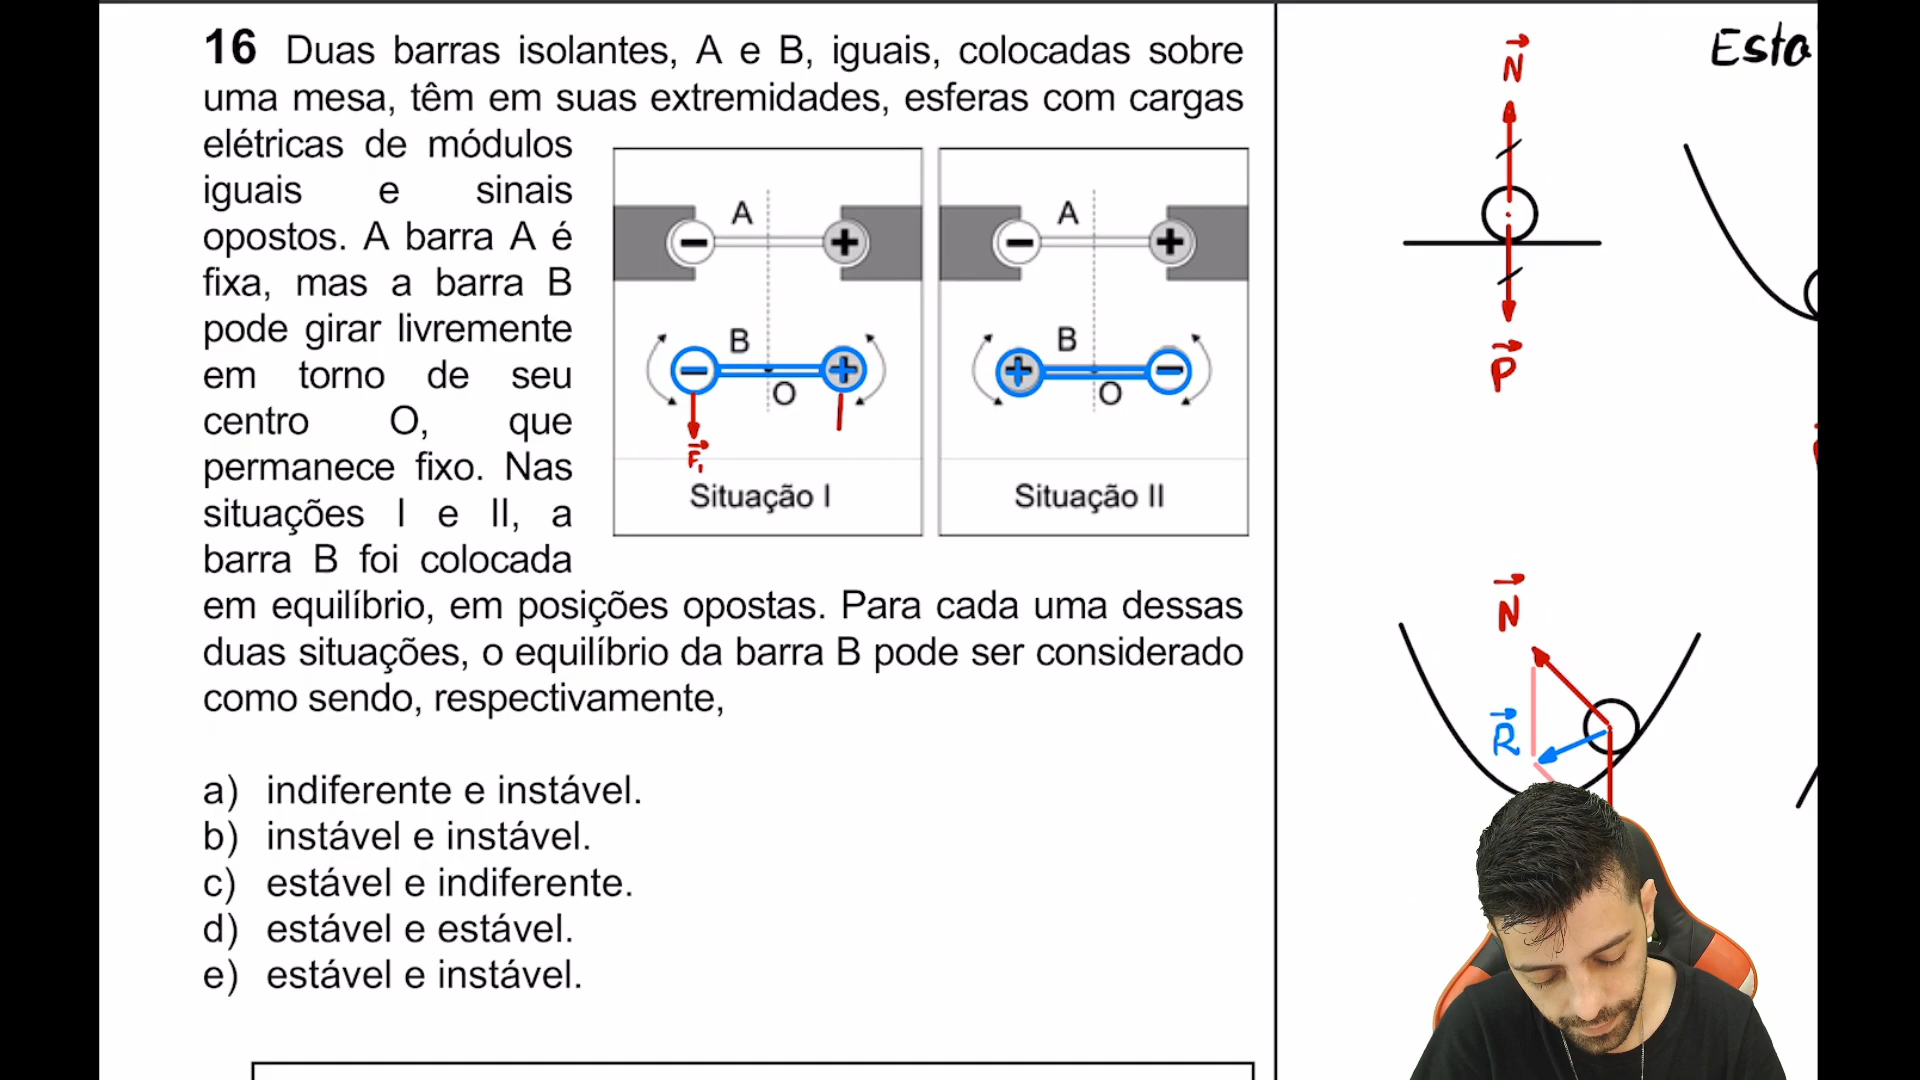 16 Duas barras isolantes, A e B, iguais, colocadas sobre
uma mesa, têm em suas extremidades, esferas com cargas
elétricas de módulos
iguais e sinais
opostos. A barra A é
fixa, mas a barra B
pode girar livremente
em torno de seu
centro O, que
permanece fixo. Nas
situações I e II, a
barra B foi colocada
em equilíbrio, em posições opostas. Para cada uma dessas
duas situações, o equilíbrio da barra B pode ser considerado
como sendo, respectivamente,
A
− +
B
− +
O
F₁
Situação I
A
− +
B
+ −
O
Situação II
a) indiferente e instável.
b) instável e instável.
c) estável e indiferente.
d) estável e estável.
e) estável e instável.
N
P
Esta
N
R